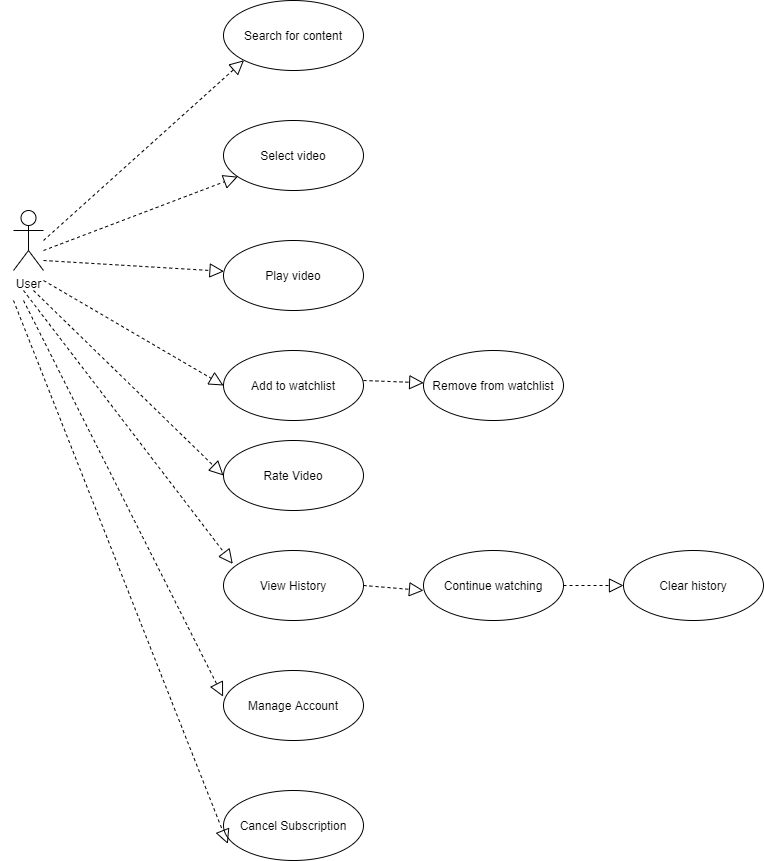 Search for content
Select video
User
Play video
Add to watchlist
Remove from watchlist
Rate Video
View History
Continue watching
Clear history
Manage Account
Cancel Subscription